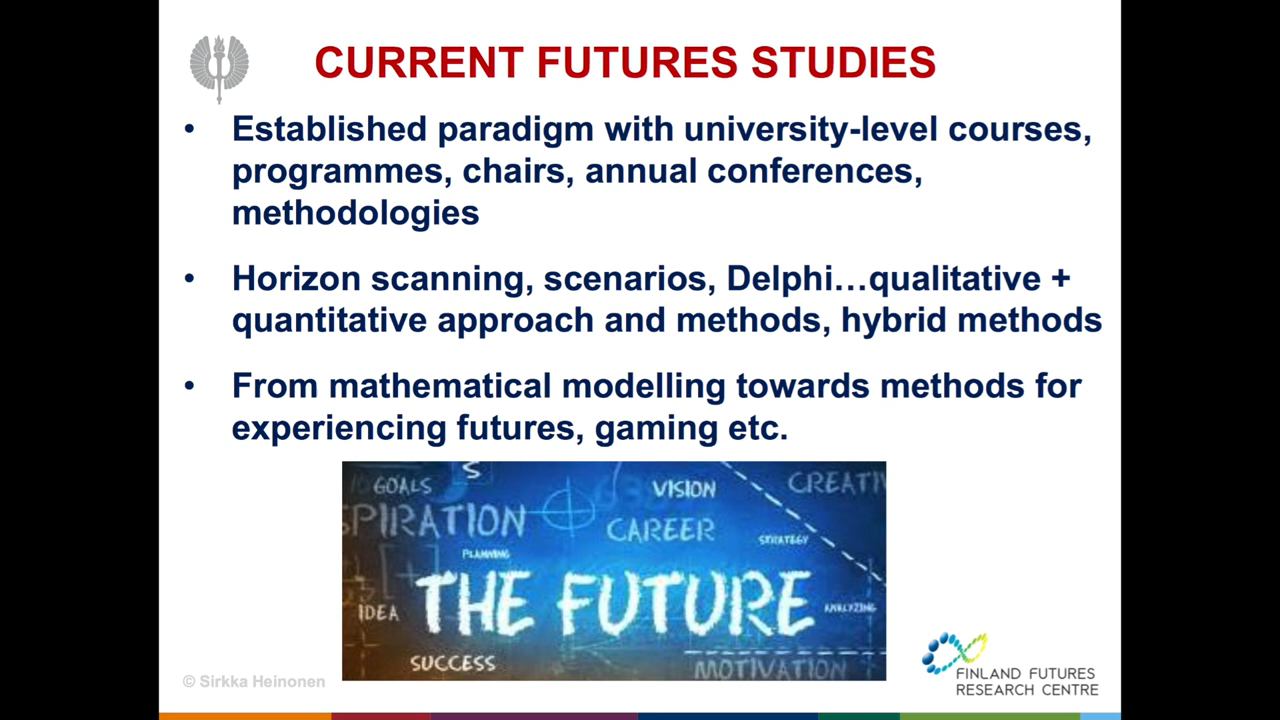 CURRENT FUTURES STUDIES
• Established paradigm with university-level courses,
programmes, chairs, annual conferences,
methodologies
• Horizon scanning, scenarios, Delphi…qualitative +
quantitative approach and methods, hybrid methods
• From mathematical modelling towards methods for
experiencing futures, gaming etc.
S
GOALS
VISION
CREATIV
SPIRATION
CAREER
STRATEGY
PLANNING
THE FUTURE
IDEA
ANALYZING
SUCCESS
MOTIVATION
© Sirkka Heinonen
FINLAND FUTURES
RESEARCH CENTRE